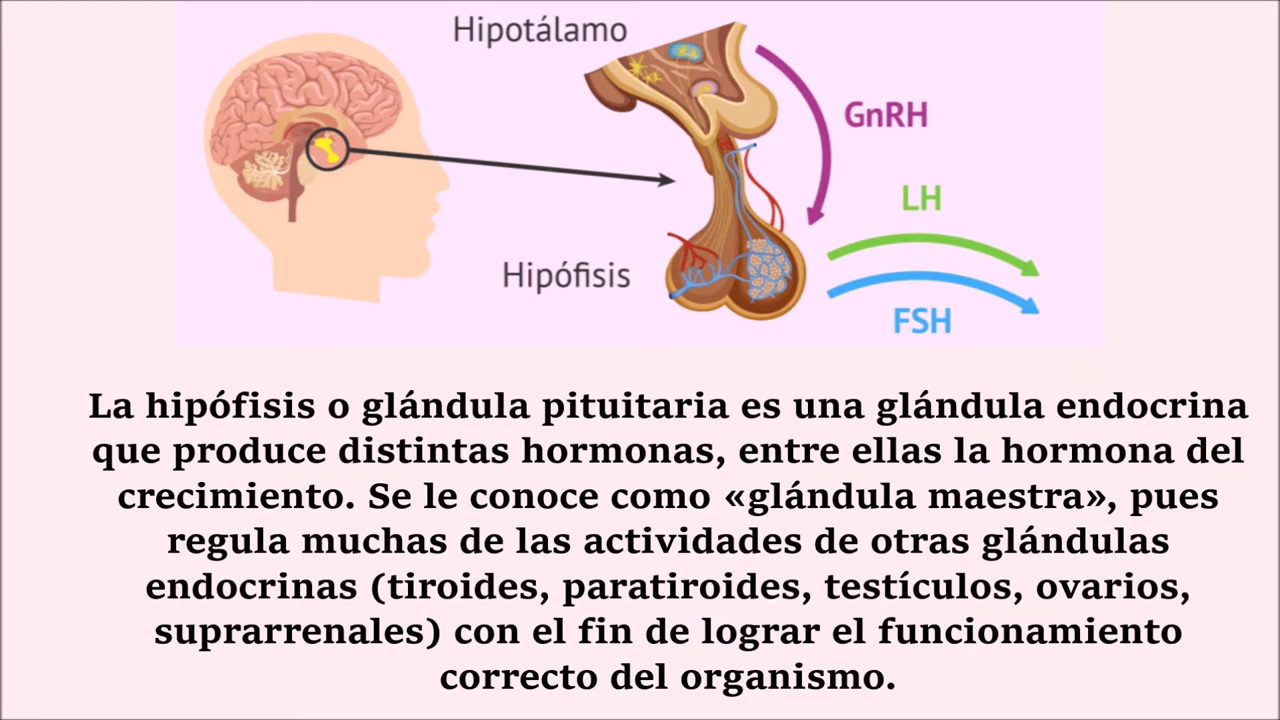 Hipotálamo
GnRH
LH
Hipófisis
FSH
La hipófisis o glándula pituitaria es una glándula endocrina
que produce distintas hormonas, entre ellas la hormona del
crecimiento. Se le conoce como «glándula maestra», pues
regula muchas de las actividades de otras glándulas
endocrinas (tiroides, paratiroides, testículos, ovarios,
suprarrenales) con el fin de lograr el funcionamiento
correcto del organismo.